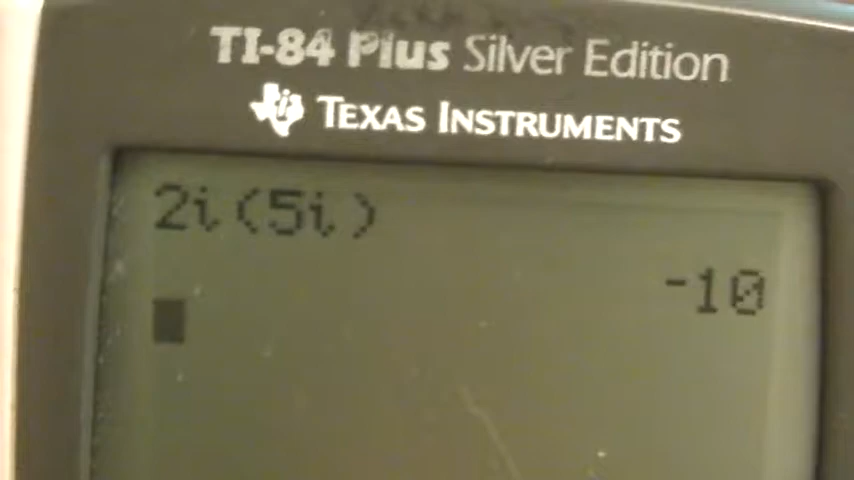 TI-84 Plus Silver Edition
TEXAS INSTRUMENTS
2i(5i)
-10